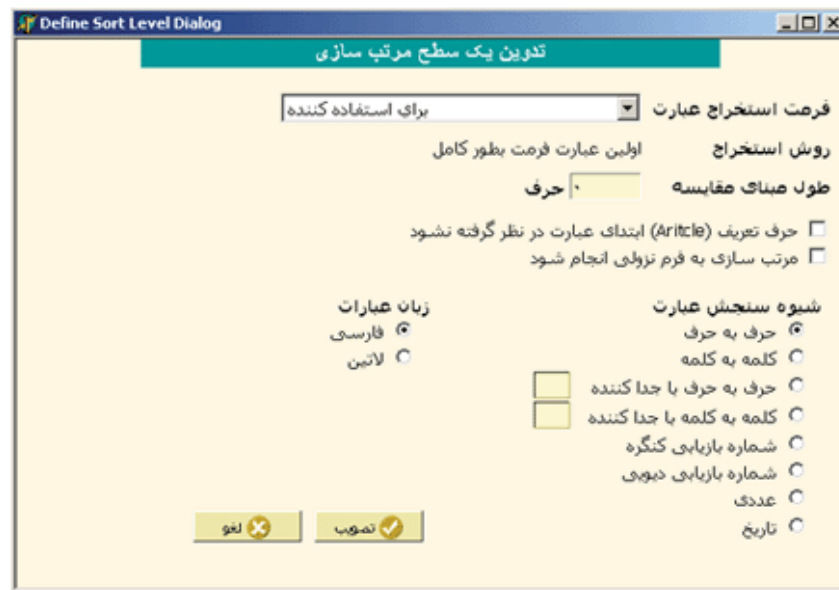 Define Sort Level Dialog
تدوین یک سطح مرتب سازی
فرمت استخراج عبارت برای استفاده کننده
روش استخراج اولین عبارت فرمت بطور کامل
طول مبنای مقایسه ۰ حرف
حرف تعریف (Aritcle) ابتدای عبارت در نظر گرفته نشود
مرتب سازی به فرم نزولی انجام شود
شیوه سنجش عبارت زبان عبارات
حرف به حرف فارسی
کلمه به کلمه لاتین
حرف به حرف با جدا کننده
کلمه به کلمه با جدا کننده
شماره بازیابی کنگره
شماره بازیابی دیویی
عددی
تاریخ تصویب لغو